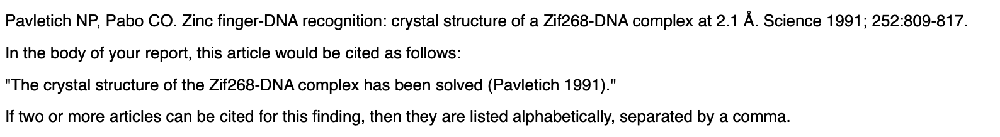 Pavletich NP, Pabo CO. Zinc finger-DNA recognition: crystal structure of a Zif268-DNA complex at 2.1 Å. Science 1991; 252:809-817.
In the body of your report, this article would be cited as follows:
"The crystal structure of the Zif268-DNA complex has been solved (Pavletich 1991)."
If two or more articles can be cited for this finding, then they are listed alphabetically, separated by a comma.